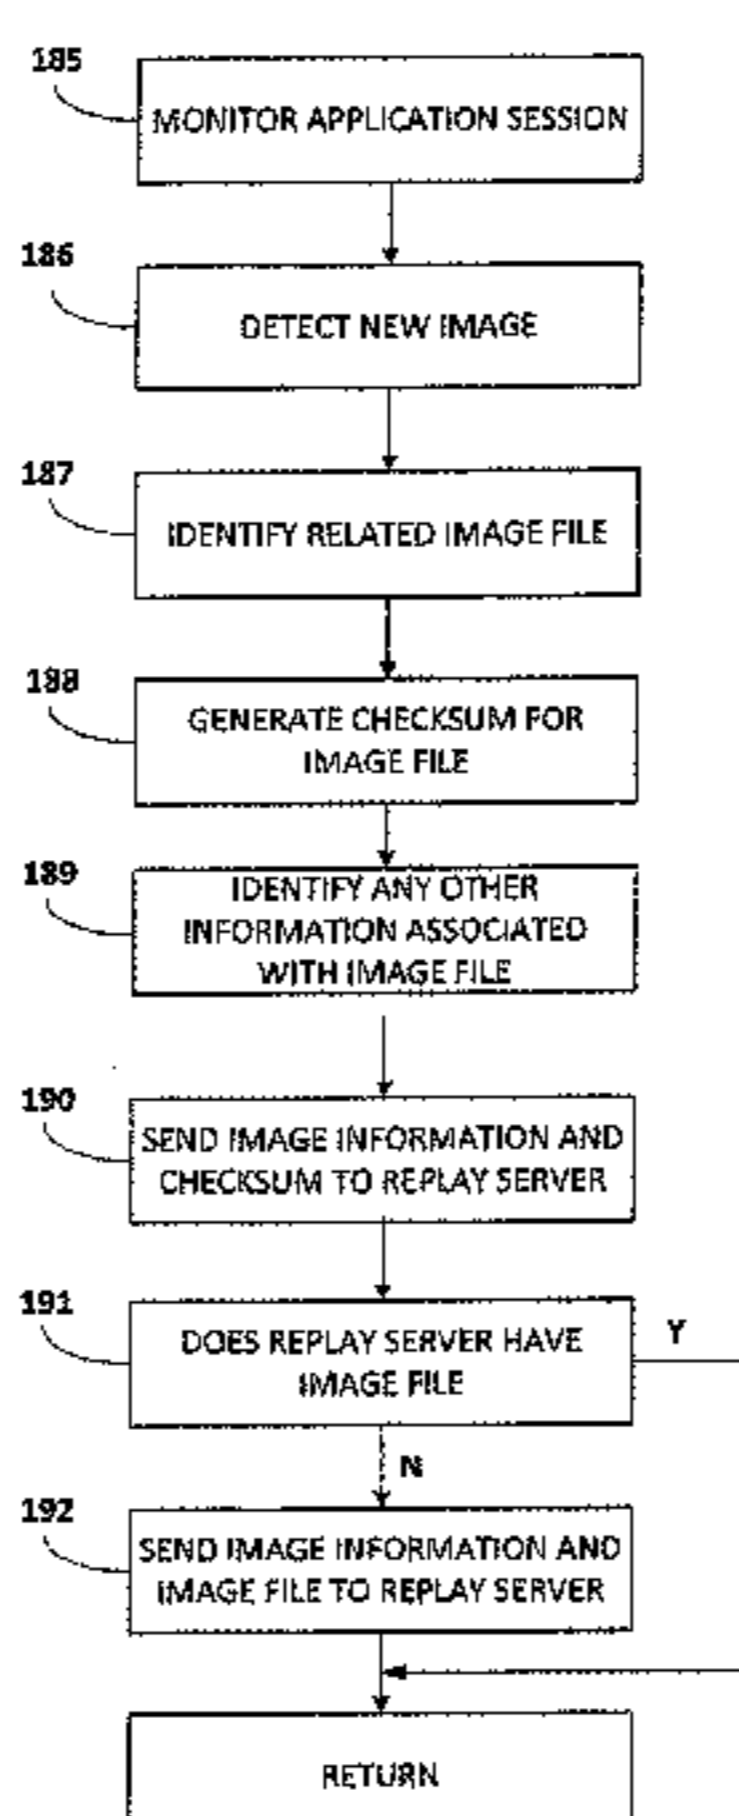 185
MONITOR APPLICATION SESSION
186
DETECT NEW IMAGE
187
IDENTIFY RELATED IMAGE FILE
188
GENERATE CHECKSUM FOR
IMAGE FILE
189
IDENTIFY ANY OTHER
INFORMATION ASSOCIATED
WITH IMAGE FILE
190
SEND IMAGE INFORMATION AND
CHECKSUM TO REPLAY SERVER
191
DOES REPLAY SERVER HAVE
IMAGE FILE
Y
N
192
SEND IMAGE INFORMATION AND
IMAGE FILE TO REPLAY SERVER
RETURN